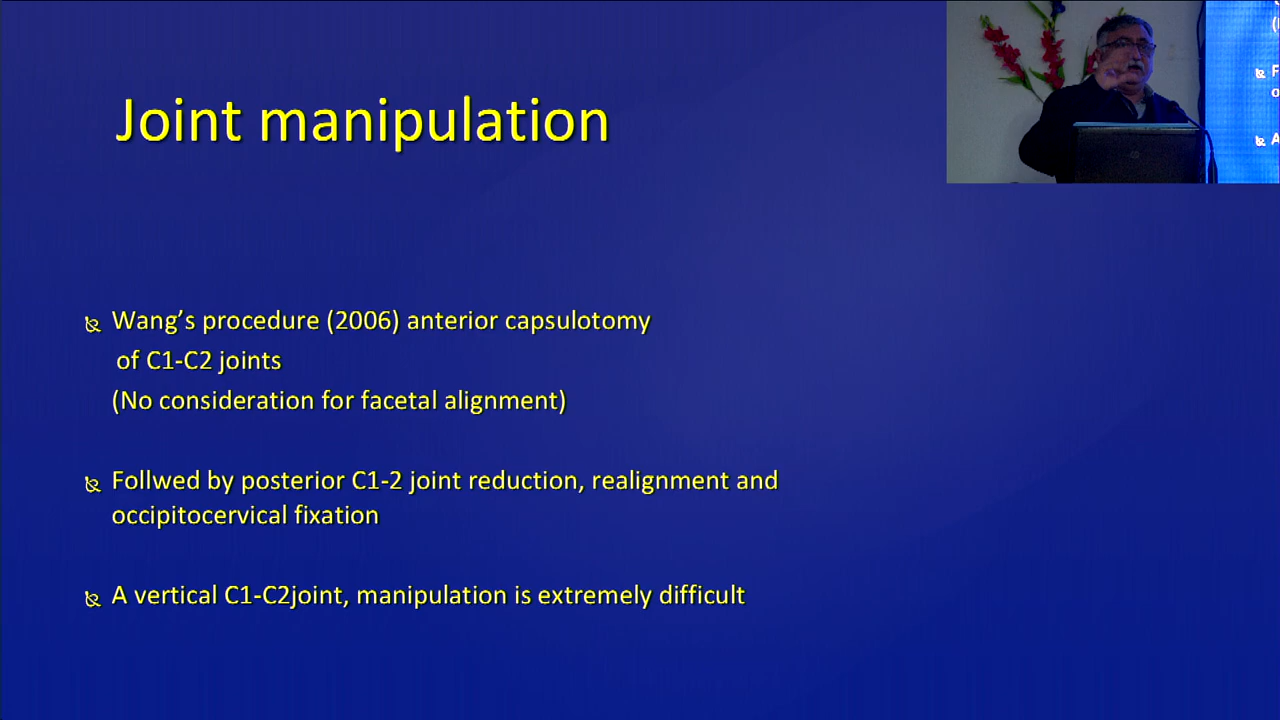 Joint manipulation
Wang's procedure (2006) anterior capsulotomy
of C1-C2 joints
(No consideration for facetal alignment)
Follwed by posterior C1-2 joint reduction, realignment and
occipitocervical fixation
A vertical C1-C2joint, manipulation is extremely difficult